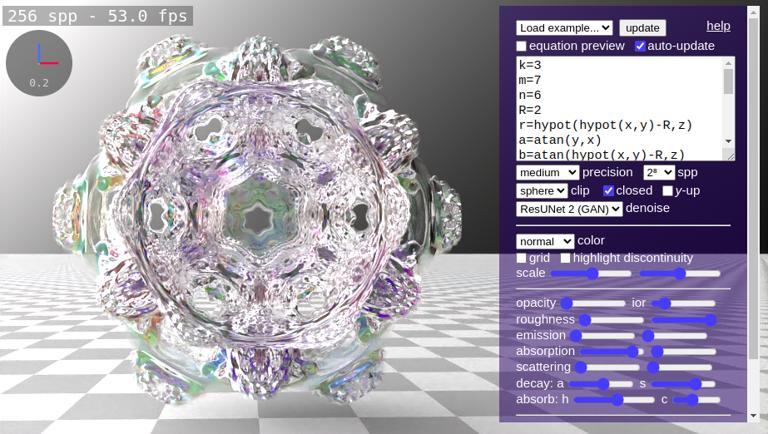 256 spp - 53.0 fps
0.2
Load example... update help
equation preview auto-update
k=3
m=7
n=6
R=2
r=hypot(hypot(x,y)-R,z)
a=atan(y,x)
b=atan(hypot(x,y)-R,z)
medium precision 2⁸ spp
sphere clip closed y-up
ResUNet 2 (GAN) denoise
normal color
grid highlight discontinuity
scale
opacity ior
roughness
emission
absorption
scattering
decay: a s
absorb: h c